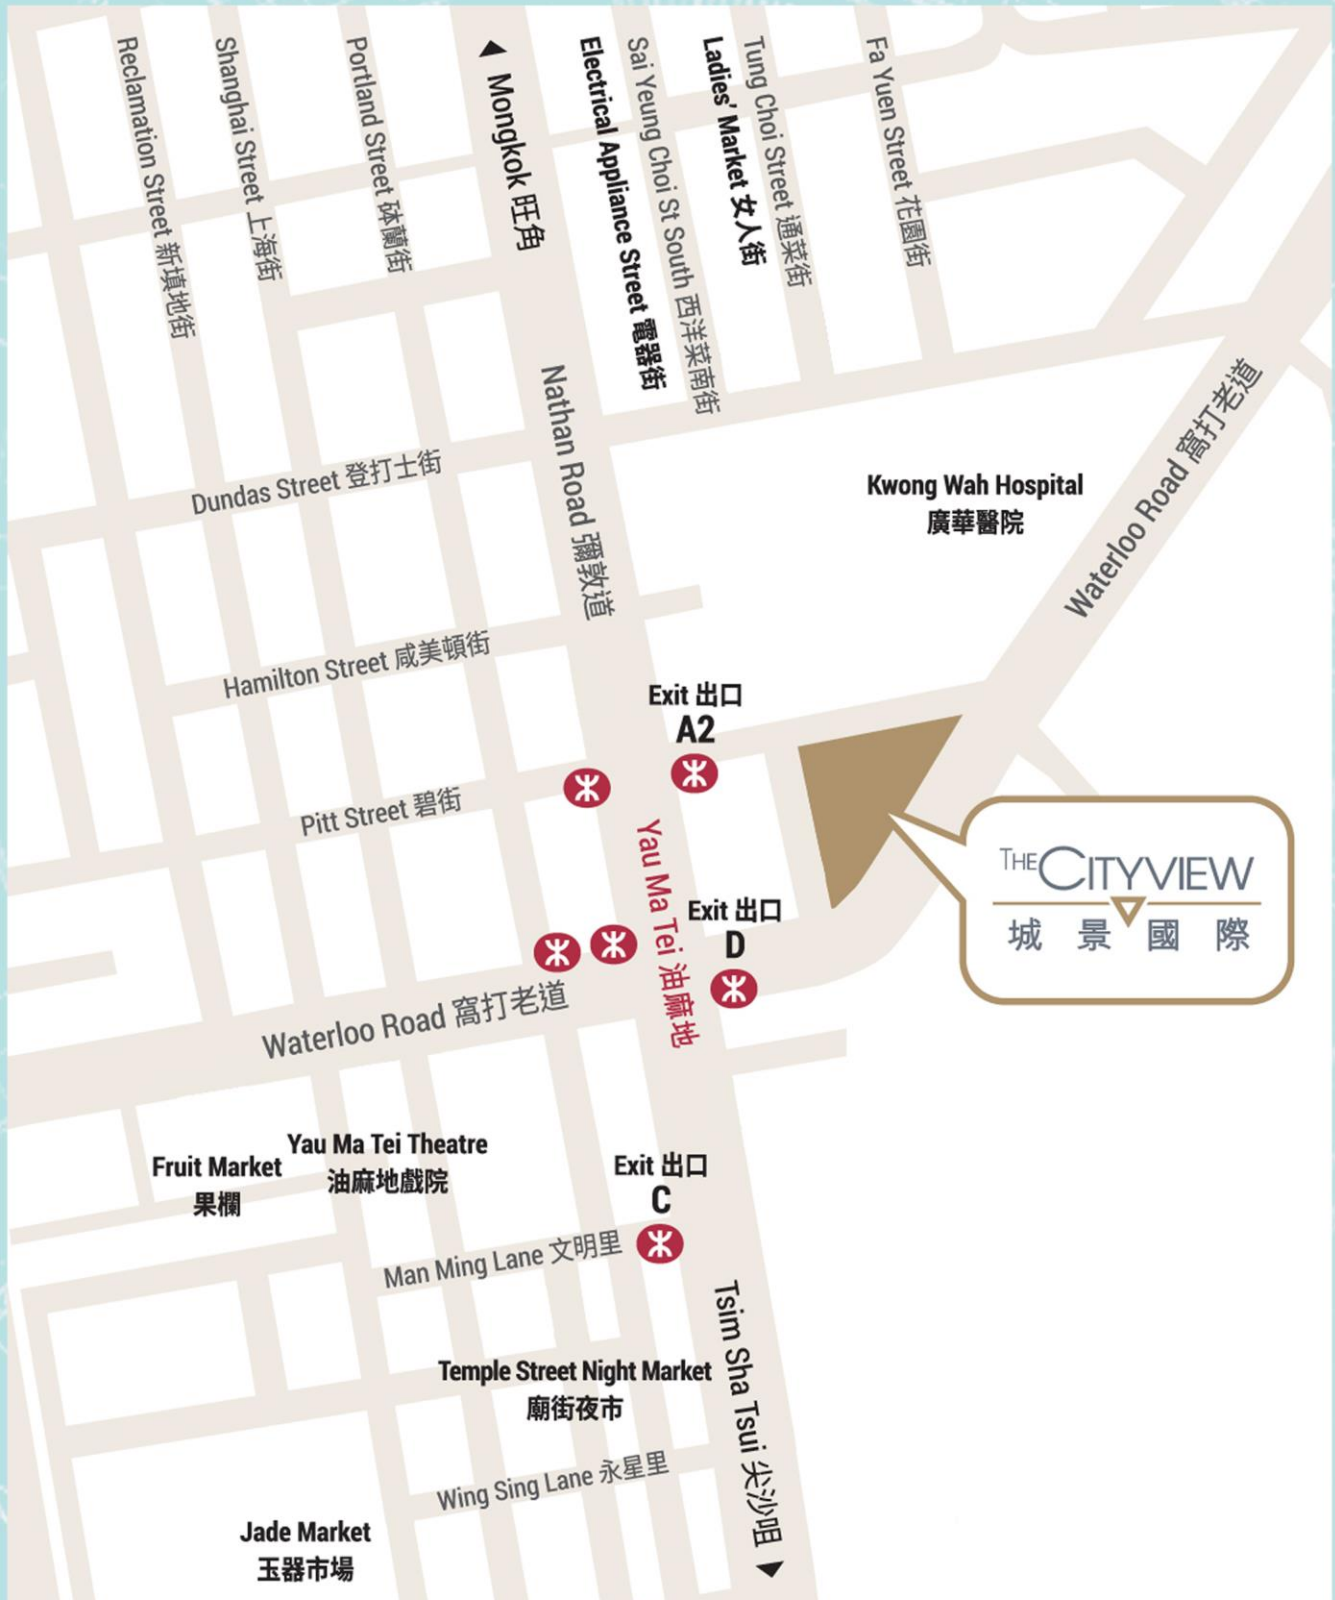 Reclamation Street 新填地街
Shanghai Street 上海街
Portland Street 砵蘭街
Mongkok 旺角
Electrical Appliance Street 電器街
Sai Yeung Choi St South 西洋菜南街
Ladies' Market 女人街
Tung Choi Street 通菜街
Fa Yuen Street 花園街
Nathan Road 彌敦道
Waterloo Road 窩打老道
Dundas Street 登打士街
Kwong Wah Hospital
廣華醫院
Hamilton Street 咸美頓街
Exit 出口
A2
Pitt Street 碧街
Yau Ma Tei 油麻地
THE CITYVIEW
城景國際
Exit 出口
D
Waterloo Road 窩打老道
Yau Ma Tei Theatre
油麻地戲院
Fruit Market
果欄
Exit 出口
C
Man Ming Lane 文明里
Tsim Sha Tsui 尖沙咀
Temple Street Night Market
廟街夜市
Wing Sing Lane 永星里
Jade Market
玉器市場